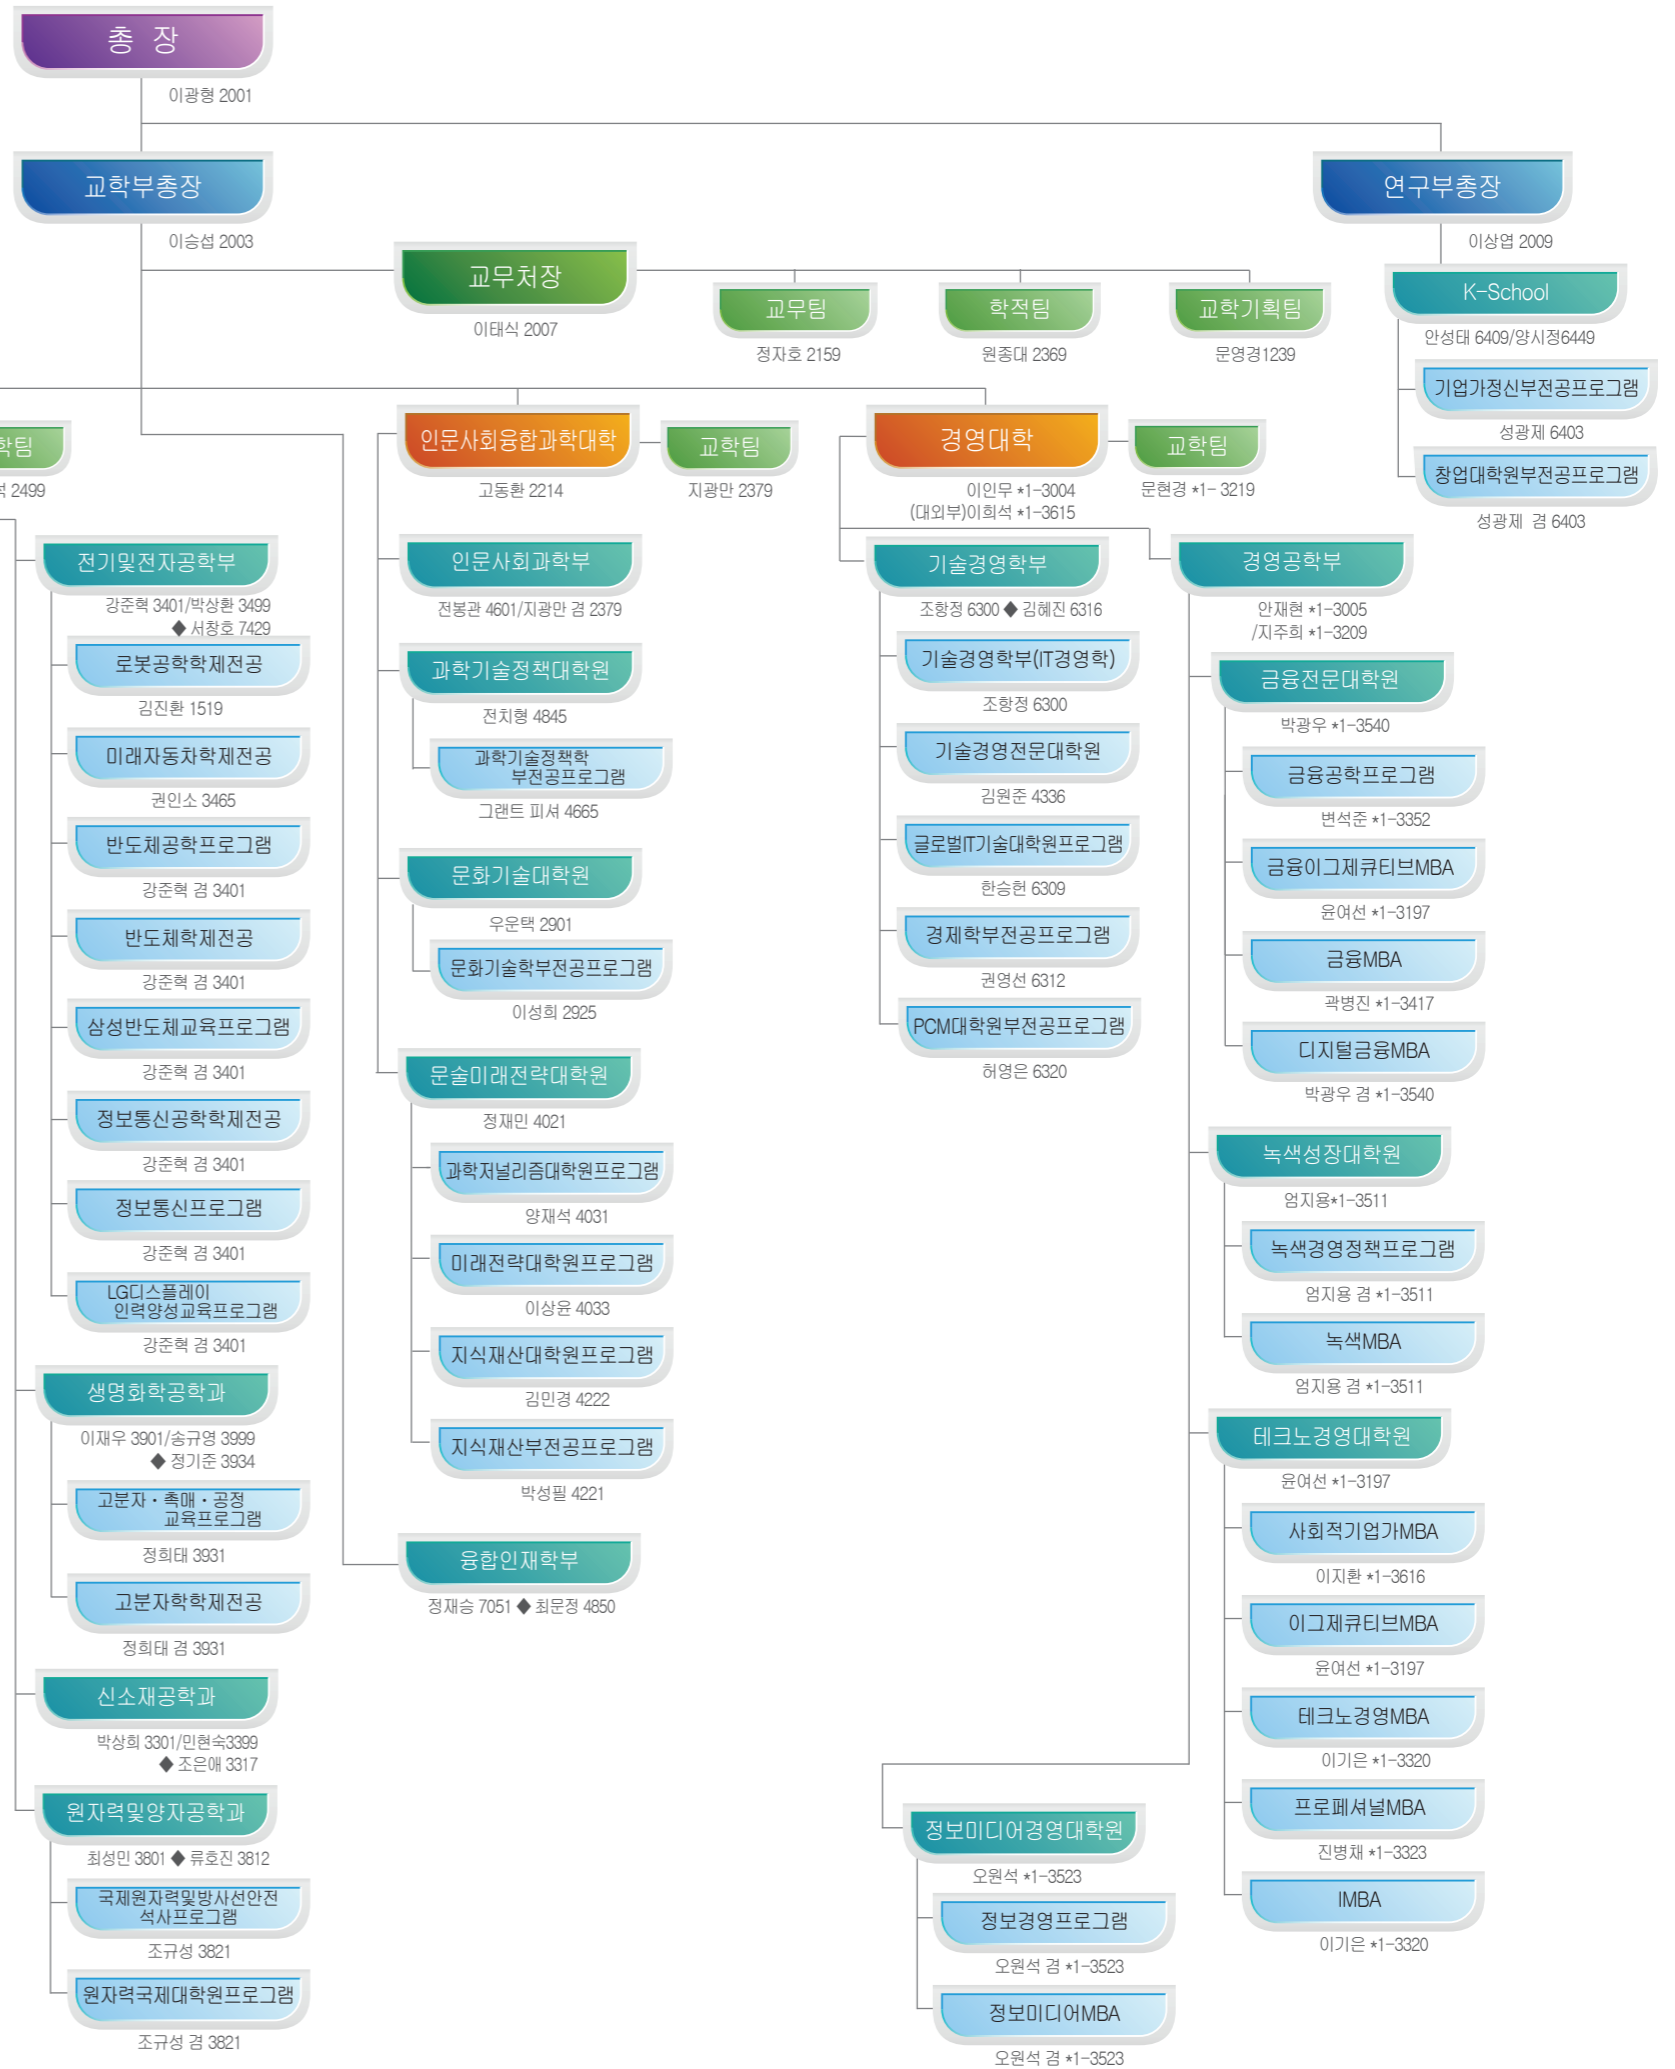 총 장
이광형 2001
교학부총장
이승섭 2003
연구부총장
이상엽 2009
교무처장
이태식 2007
교무팀
정자호 2159
학적팀
원종대 2369
교학기획팀
문영경1239
K-School
안성태 6409/양시정6449
기업가정신부전공프로그램
성광제 6403
창업대학원부전공프로그램
성광제 겸 6403
학팀
석 2499
인문사회융합과학대학
고동환 2214
교학팀
지광만 2379
경영대학
이인무 *1-3004
(대외부)이희석 *1-3615
교학팀
문현경 *1- 3219
전기및전자공학부
강준혁 3401/박상환 3499
◆ 서창호 7429
로봇공학학제전공
김진환 1519
미래자동차학제전공
권인소 3465
반도체공학프로그램
강준혁 겸 3401
반도체학제전공
강준혁 겸 3401
삼성반도체교육프로그램
강준혁 겸 3401
정보통신공학학제전공
강준혁 겸 3401
정보통신프로그램
강준혁 겸 3401
LG디스플레이
인력양성교육프로그램
강준혁 겸 3401
생명화학공학과
이재우 3901/송규영 3999
◆ 정기준 3934
고분자・촉매・공정
교육프로그램
정희태 3931
고분자학학제전공
정희태 겸 3931
신소재공학과
박상희 3301/민현숙3399
◆ 조은애 3317
원자력및양자공학과
최성민 3801 ◆ 류호진 3812
국제원자력및방사선안전
석사프로그램
조규성 3821
원자력국제대학원프로그램
조규성 겸 3821
인문사회과학부
전봉관 4601/지광만 겸 2379
과학기술정책대학원
전치형 4845
과학기술정책학
부전공프로그램
그랜트 피셔 4665
문화기술대학원
우운택 2901
문화기술학부전공프로그램
이성희 2925
문술미래전략대학원
정재민 4021
과학저널리즘대학원프로그램
양재석 4031
미래전략대학원프로그램
이상윤 4033
지식재산대학원프로그램
김민경 4222
지식재산부전공프로그램
박성필 4221
융합인재학부
정재승 7051 ◆ 최문정 4850
기술경영학부
조항정 6300 ◆ 김혜진 6316
기술경영학부(IT경영학)
조항정 6300
기술경영전문대학원
김원준 4336
글로벌IT기술대학원프로그램
한승헌 6309
경제학부전공프로그램
권영선 6312
PCM대학원부전공프로그램
허영은 6320
경영공학부
안재현 *1-3005
/지주희 *1-3209
금융전문대학원
박광우 *1-3540
금융공학프로그램
변석준 *1-3352
금융이그제큐티브MBA
윤여선 *1-3197
금융MBA
곽병진 *1-3417
디지털금융MBA
박광우 겸 *1-3540
녹색성장대학원
엄지용*1-3511
녹색경영정책프로그램
엄지용 겸 *1-3511
녹색MBA
엄지용 겸 *1-3511
테크노경영대학원
윤여선 *1-3197
사회적기업가MBA
이지환 *1-3616
이그제큐티브MBA
윤여선 *1-3197
테크노경영MBA
이기은 *1-3320
프로페셔널MBA
진병채 *1-3323
IMBA
이기은 *1-3320
정보미디어경영대학원
오원석 *1-3523
정보경영프로그램
오원석 겸 *1-3523
정보미디어MBA
오원석 겸 *1-3523